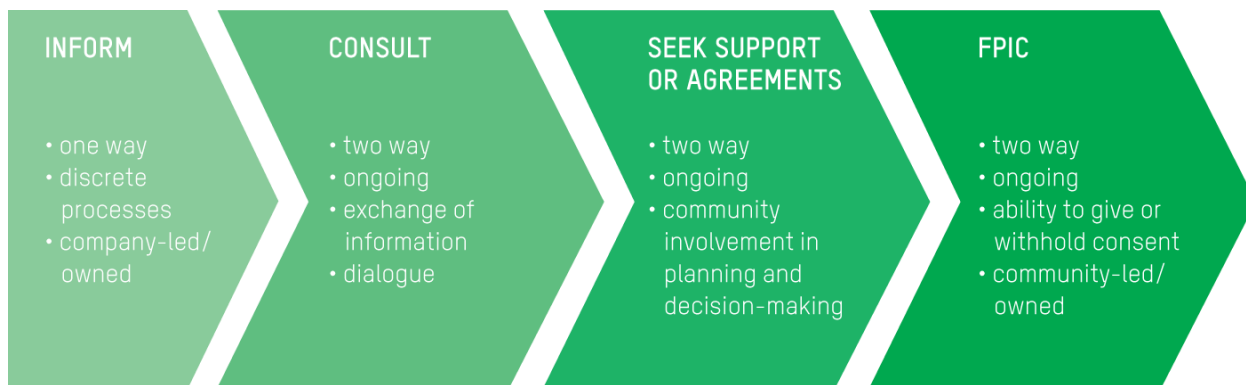 INFORM
• one way
• discrete
processes
• company-led/
owned
CONSULT
• two way
• ongoing
• exchange of
information
• dialogue
SEEK SUPPORT
OR AGREEMENTS
• two way
• ongoing
• community
involvement in
planning and
decision-making
FPIC
• two way
• ongoing
• ability to give or
withhold consent
• community-led/
owned